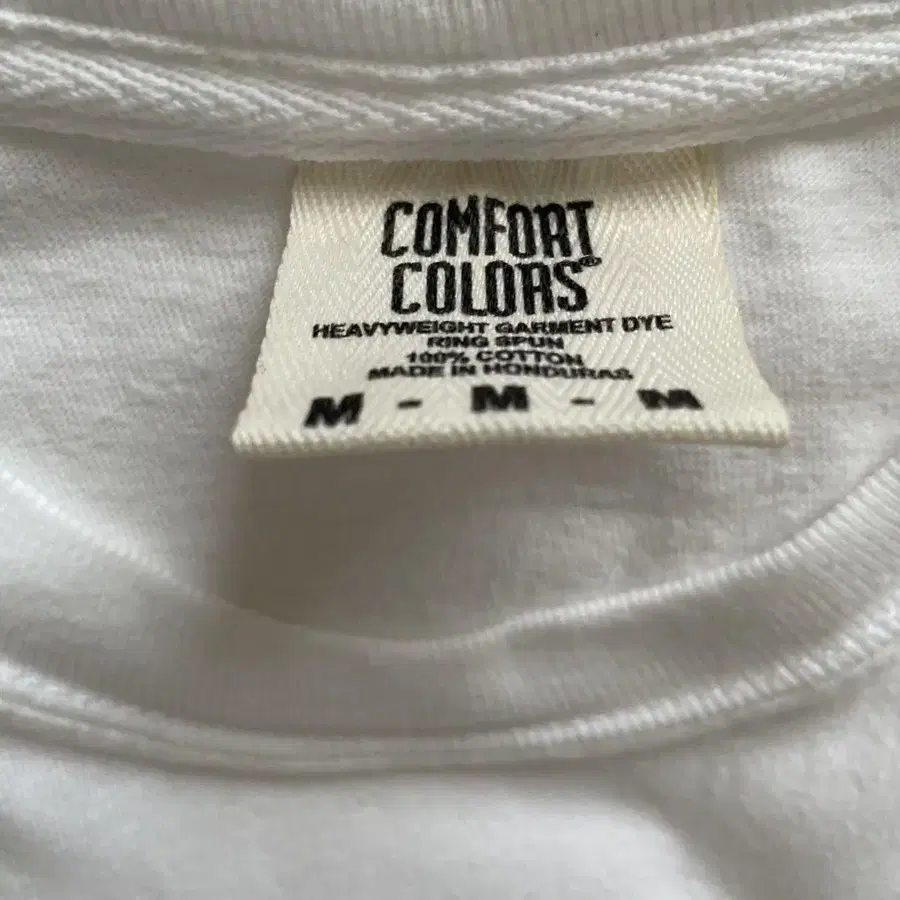 COMFORT
COLORS®
HEAVYWEIGHT GARMENT DYE
RING SPUN
100% COTTON
MADE IN HONDURAS
M - M - M